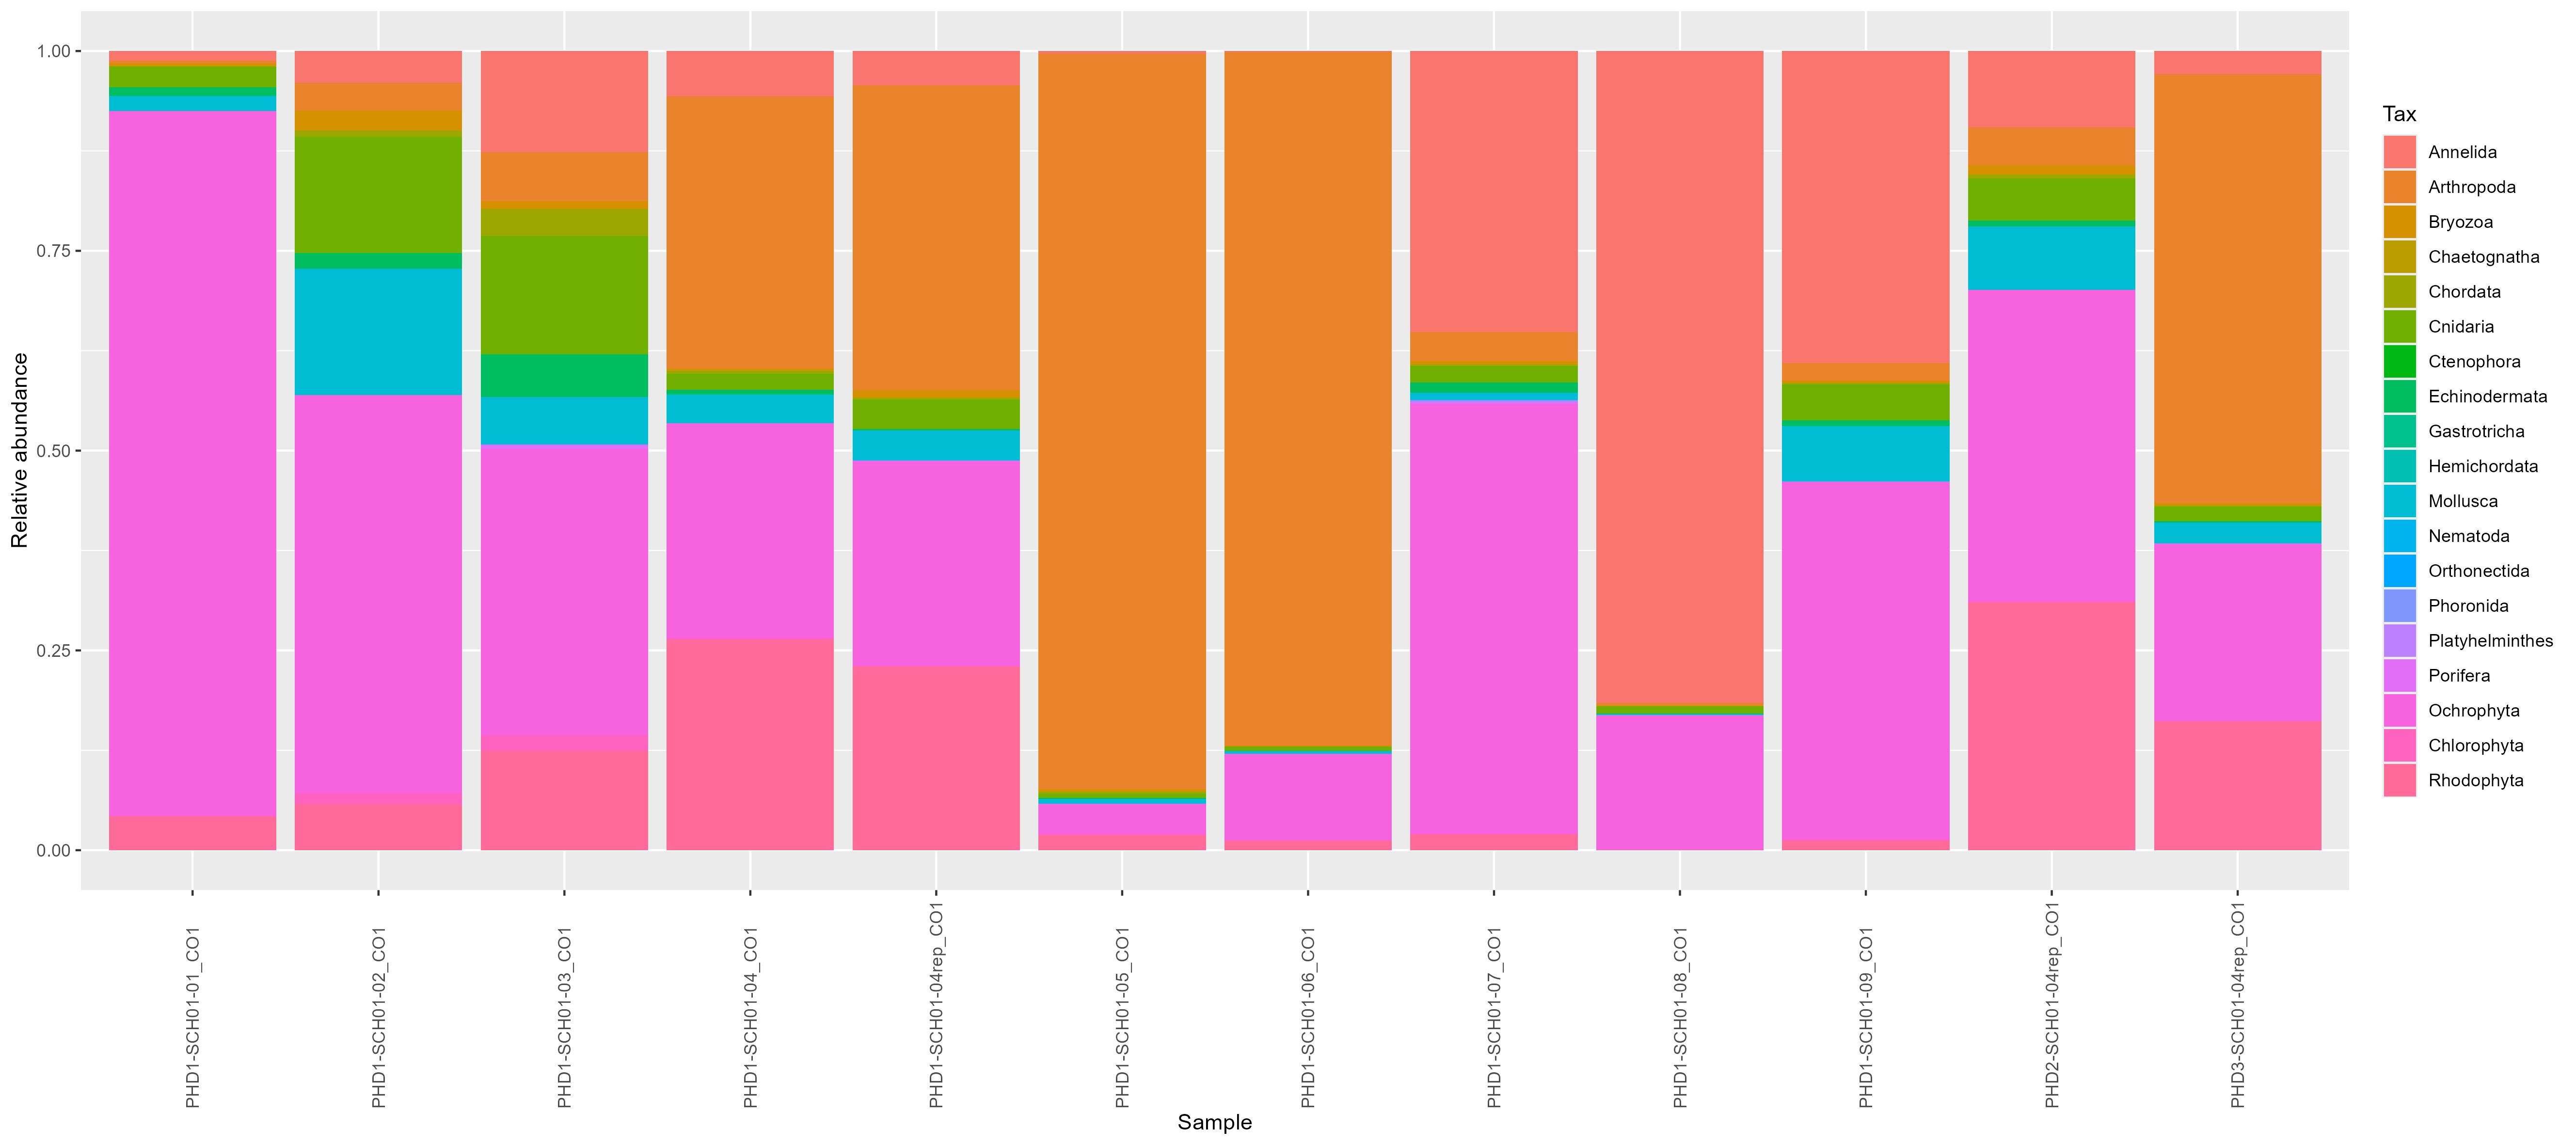 1.00
0.75
0.50
0.25
0.00
Relative abundance
PHD1-SCH01-01_CO1
PHD1-SCH01-02_CO1
PHD1-SCH01-03_CO1
PHD1-SCH01-04_CO1
PHD1-SCH01-04rep_CO1
PHD1-SCH01-05_CO1
PHD1-SCH01-06_CO1
PHD1-SCH01-07_CO1
PHD1-SCH01-08_CO1
PHD1-SCH01-09_CO1
PHD2-SCH01-04rep_CO1
PHD3-SCH01-04rep_CO1
Sample
Tax
Annelida
Arthropoda
Bryozoa
Chaetognatha
Chordata
Cnidaria
Ctenophora
Echinodermata
Gastrotricha
Hemichordata
Mollusca
Nematoda
Orthonectida
Phoronida
Platyhelminthes
Porifera
Ochrophyta
Chlorophyta
Rhodophyta